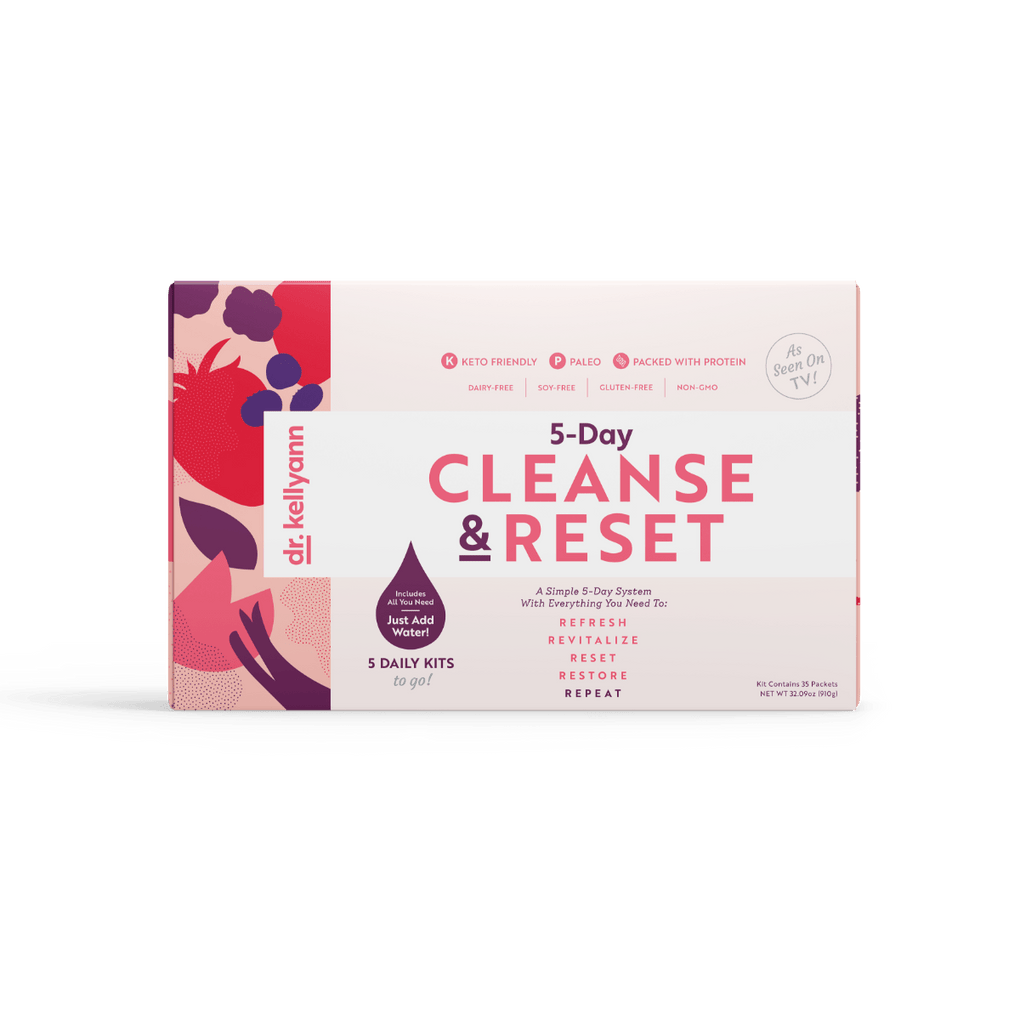 K KETO FRIENDLY P PALEO PACKED WITH PROTEIN
DAIRY-FREE SOY-FREE GLUTEN-FREE NON-GMO
As
Seen On
TV!
dr. kellyann
5-Day
CLEANSE
& RESET
Includes
All You Need
Just Add
Water!
5 DAILY KITS
to go!
A Simple 5-Day System
With Everything You Need To:
REFRESH
REVITALIZE
RESET
RESTORE
REPEAT
Kit Contains 35 Packets
NET WT 32.09oz (910g)